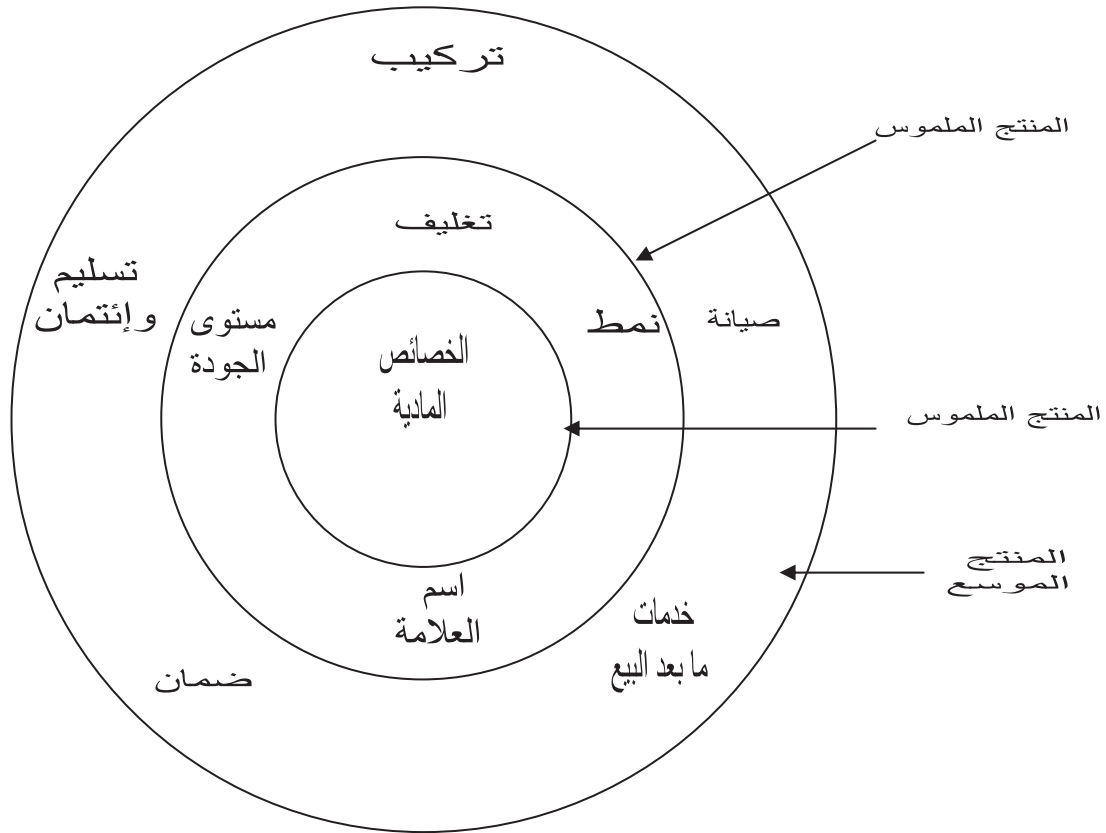 تركيب
المنتج الملموس
تغليف
تسليم
وإئتمان
مستوى
الجودة
نمط
صيانة
الخصائص
المادية
المنتج الملموس
المنتج
الموسع
اسم
العلامة
خدمات
ما بعد البيع
ضمان